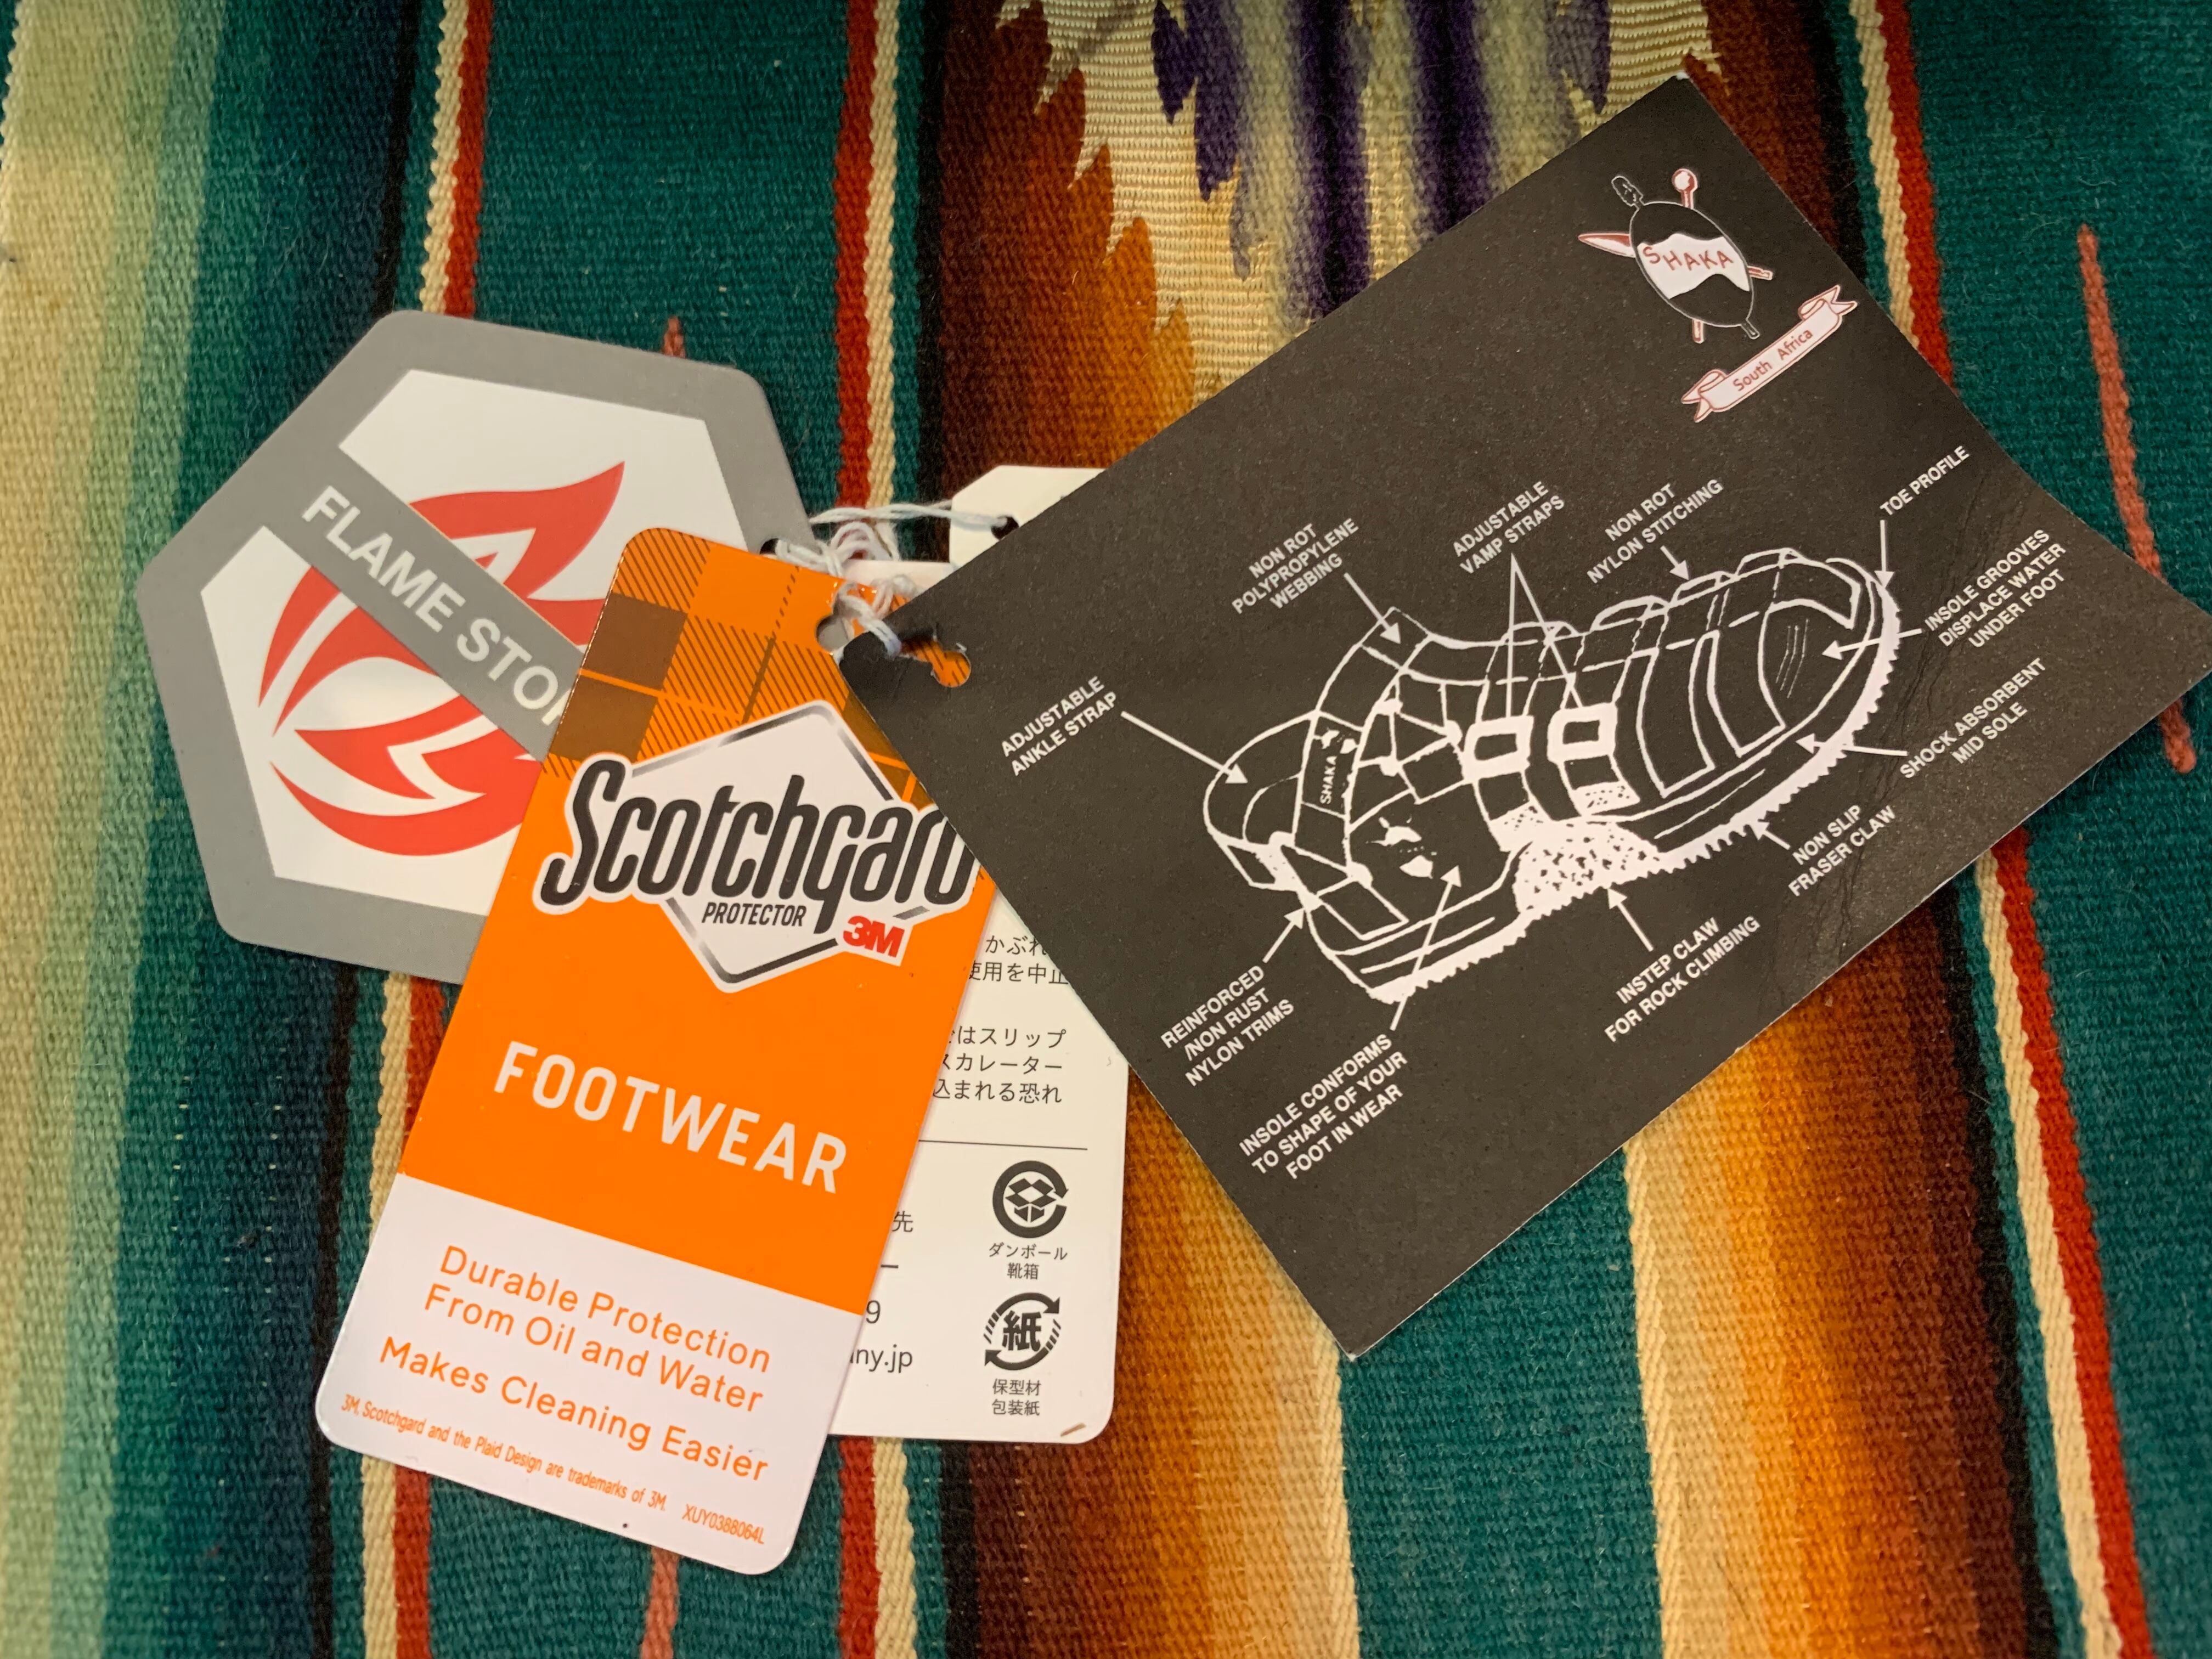 FLAME STO
Scotchgard
PROTECTOR
3M
FOOTWEAR
Durable Protection
From Oil and Water
Makes Cleaning Easier
3M, Scotchgard and the Plaid Design are trademarks of 3M. XUY0388064L
かぶれ
使用を中止
はスリップ
スカレーター
込まれる恐れ
先
9
ny.jp
ダンボール
靴箱
紙
保型材
包装紙
SHAKA
South Africa
TOE PROFILE
NON ROT
NYLON STITCHING
ADJUSTABLE
VAMP STRAPS
NON ROT
POLYPROPYLENE
WEBBING
ADJUSTABLE
ANKLE STRAP
INSOLE GROOVES
DISPLACE WATER
UNDER FOOT
SHOCK ABSORBENT
MID SOLE
NON SLIP
FRASER CLAW
INSTEP CLAW
FOR ROCK CLIMBING
SHAKA
REINFORCED
/NON RUST
NYLON TRIMS
INSOLE CONFORMS
TO SHAPE OF YOUR
FOOT IN WEAR